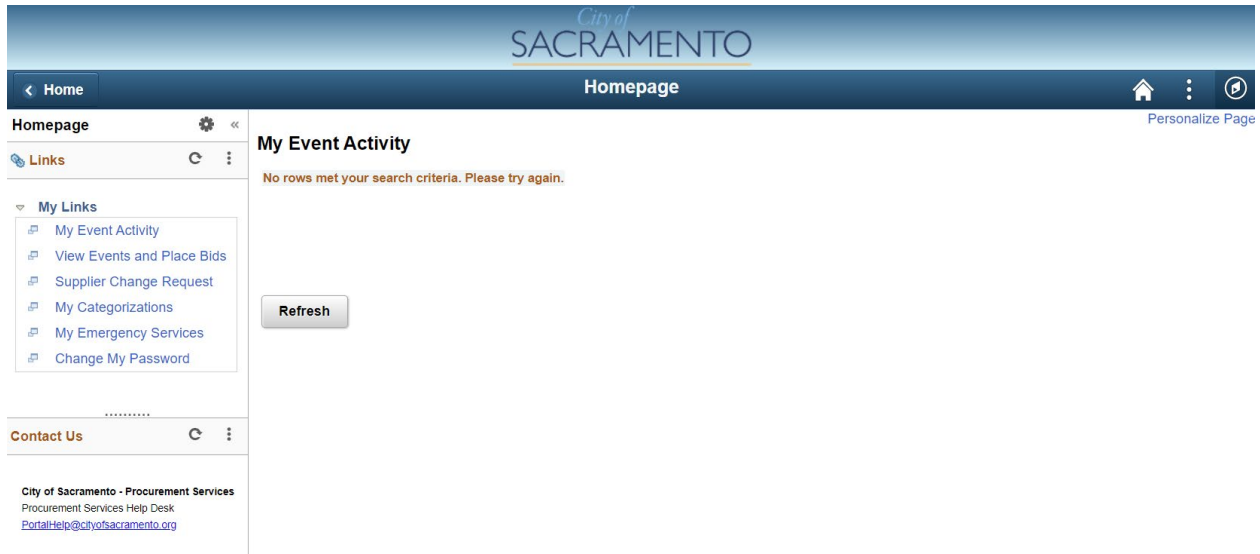 City of
SACRAMENTO
Home
Homepage
Personalize Page
Homepage
Links
My Links
My Event Activity
View Events and Place Bids
Supplier Change Request
My Categorizations
My Emergency Services
Change My Password
Contact Us
City of Sacramento - Procurement Services
Procurement Services Help Desk
PortalHelp@cityofsacramento.org
My Event Activity
No rows met your search criteria. Please try again.
Refresh